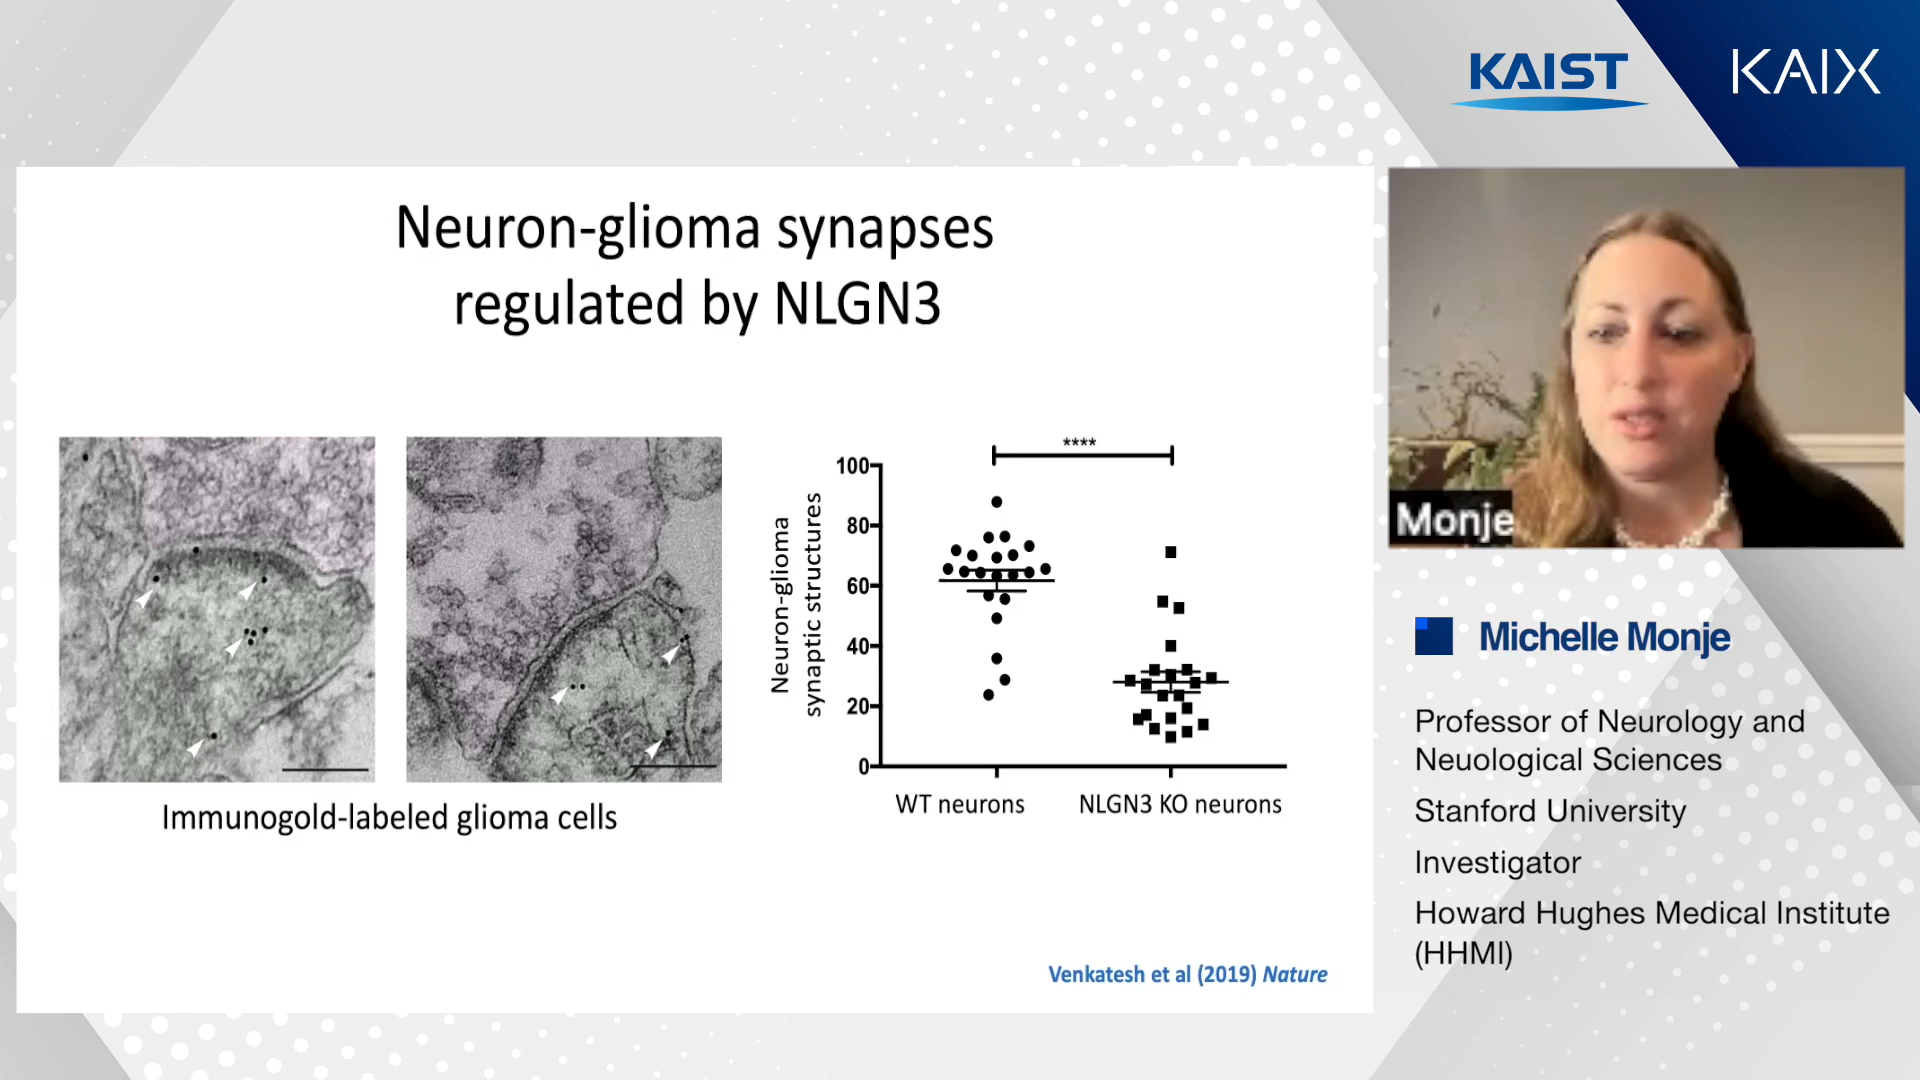 KAIST
KAIX
Neuron-glioma synapses
regulated by NLGN3
Immunogold-labeled glioma cells
****
Neuron-glioma
synaptic structures
100
80
60
40
20
0
WT neurons
NLGN3 KO neurons
Venkatesh et al (2019) Nature
Monje
Michelle Monje
Professor of Neurology and
Neuological Sciences
Stanford University
Investigator
Howard Hughes Medical Institute
(HHMI)